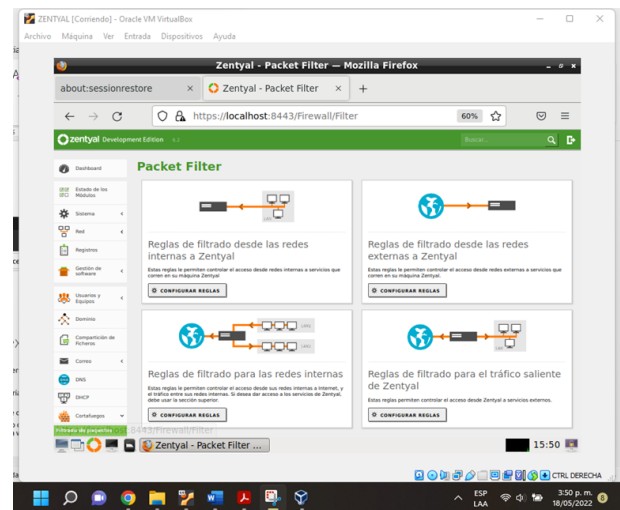 ZENTYAL [Corriendo] - Oracle VM VirtualBox
Archivo Máquina Ver Entrada Dispositivos Ayuda
Zentyal - Packet Filter — Mozilla Firefox
about:sessionrestore
Zentyal - Packet Filter
https://localhost:8443/Firewall/Filter
60%
zentyal Development Edition
Buscar...
Dashboard
Packet Filter
Estado de los
Módulos
Sistema
Red
Registros
Gestión de
software
Usuarios y
Equipos
Dominio
Compartición de
Ficheros
Correo
DNS
DHCP
Cortafuegos
Filtrado de paquetes
Reglas de filtrado desde las redes
internas a Zentyal
Estas reglas le permiten controlar el acceso desde redes internas a servicios que
corren en su máquina Zentyal
CONFIGURAR REGLAS
Reglas de filtrado desde las redes
externas a Zentyal
Estas reglas le permiten controlar el acceso desde redes externas a servicios que
corren en su máquina Zentyal
CONFIGURAR REGLAS
Reglas de filtrado para las redes internas
Estas reglas le permiten controlar el acceso desde sus redes internas a Internet, y
el tráfico entre sus redes internas. Si desea dar acceso a los servicios de Zentyal,
debe usar la sección superior.
CONFIGURAR REGLAS
Reglas de filtrado para el tráfico saliente
de Zentyal
Estas reglas le permiten controlar el acceso desde Zentyal a servicios externos.
CONFIGURAR REGLAS
Zentyal - Packet Filter ...
15:50
CTRL DERECHA
ESP
LAA
3:50 p. m.
18/05/2022